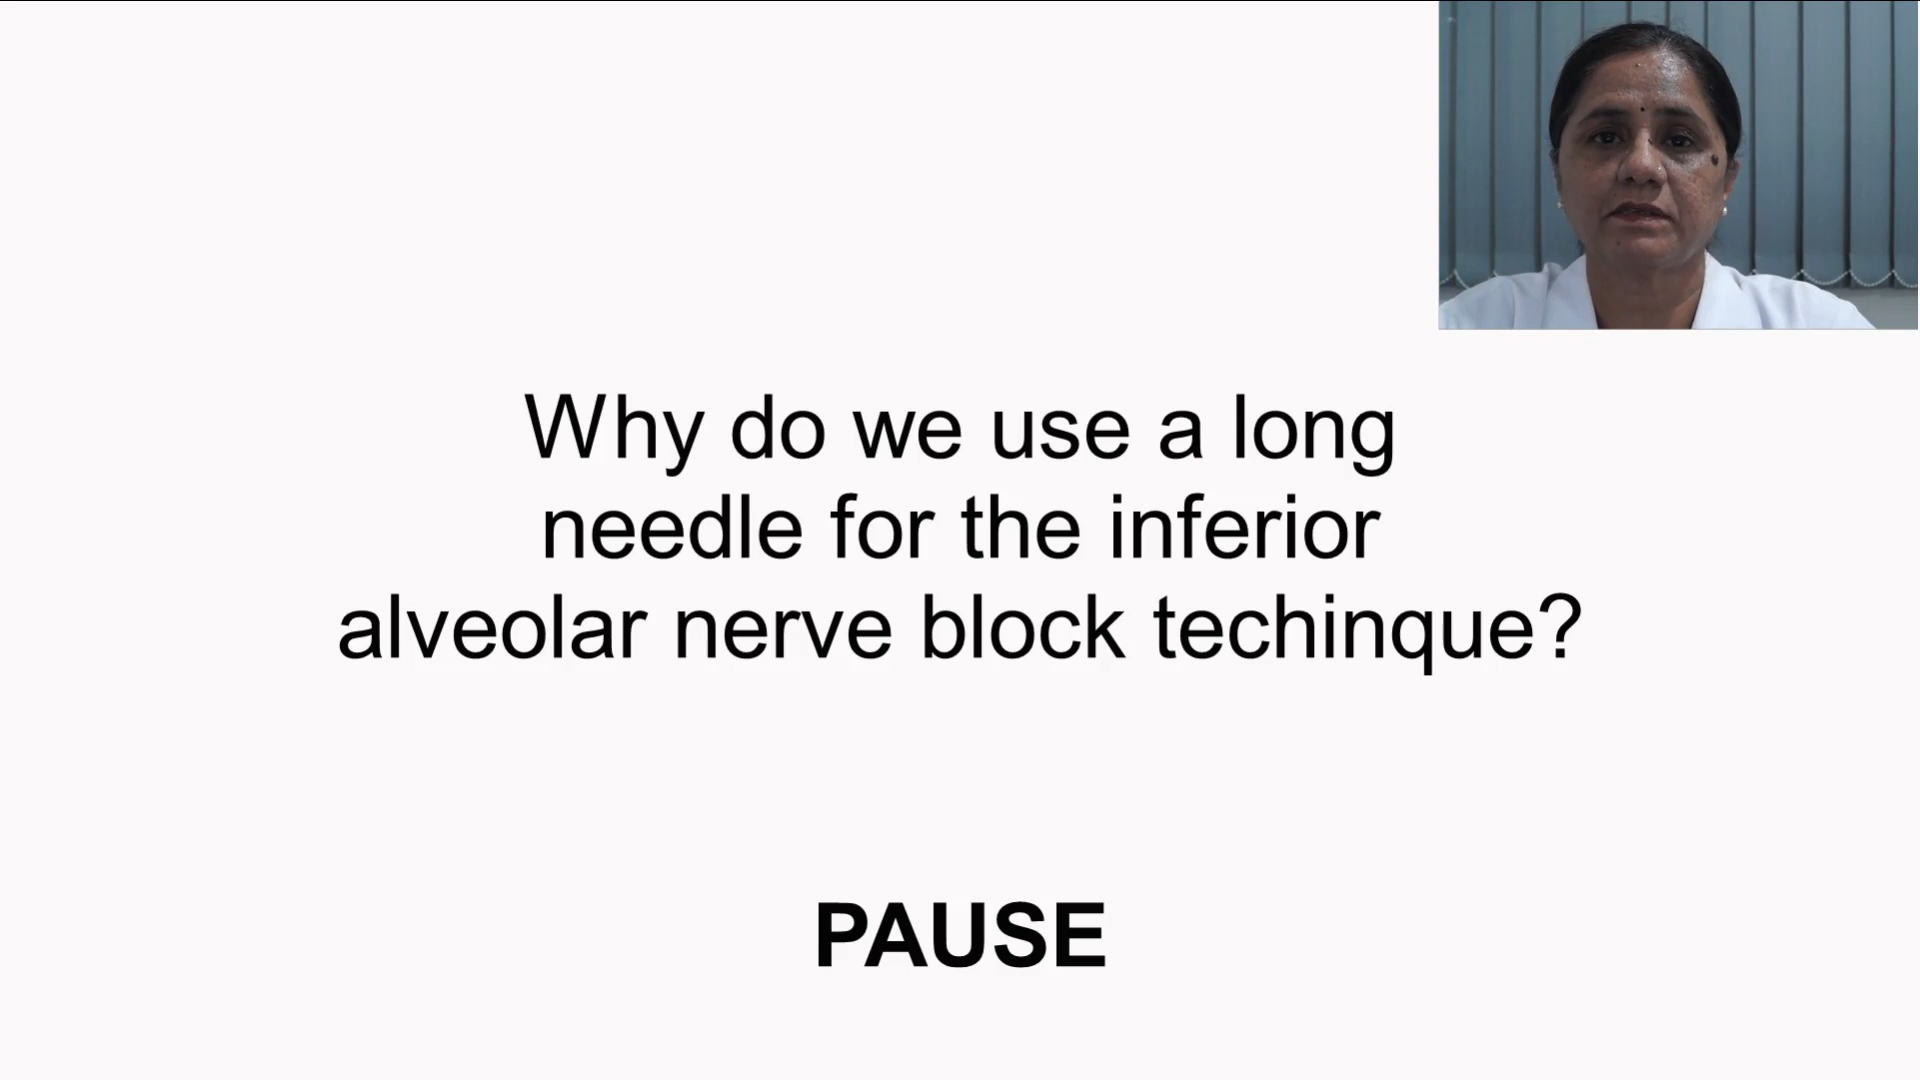 Why do we use a long
needle for the inferior
alveolar nerve block techinque?
PAUSE